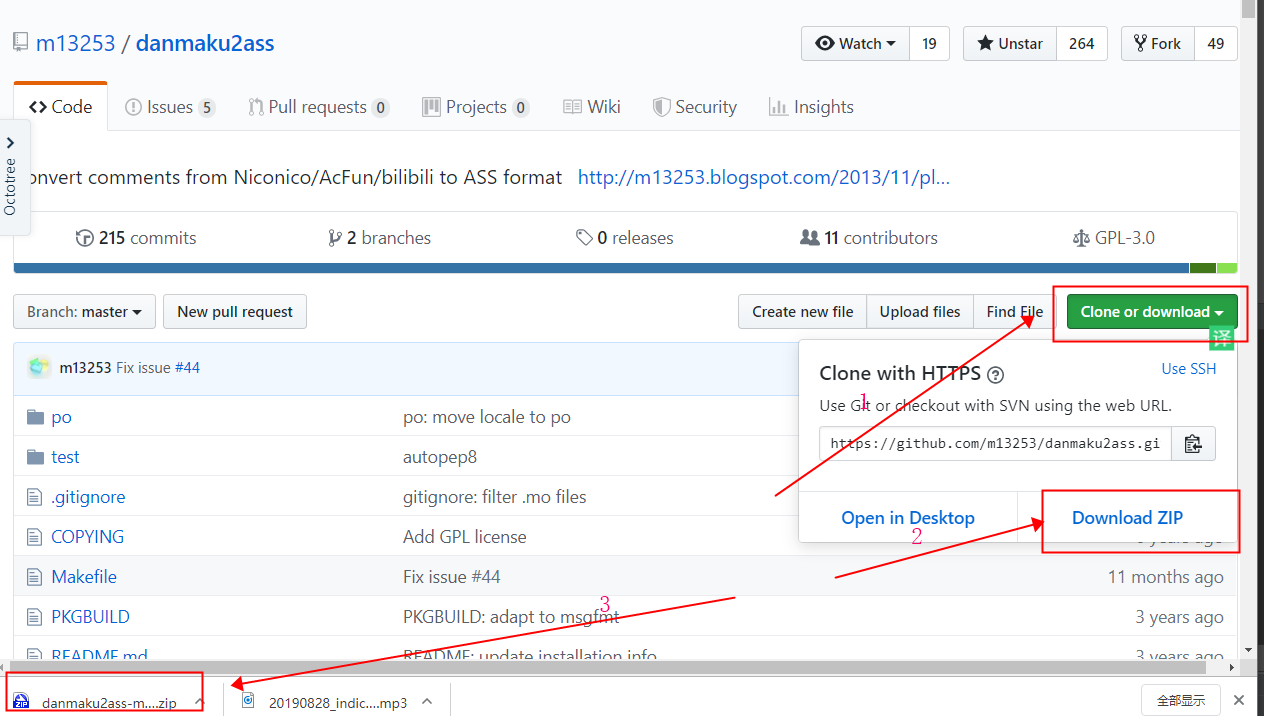 m13253 / danmaku2ass
Watch 19 Unstar 264 Fork 49
Code Issues 5 Pull requests 0 Projects 0 Wiki Security Insights
Octotree
onvert comments from Niconico/AcFun/bilibili to ASS format http://m13253.blogspot.com/2013/11/pl...
215 commits 2 branches 0 releases 11 contributors GPL-3.0
Branch: master New pull request Create new file Upload files Find File Clone or download
译
m13253 Fix issue #44
Clone with HTTPS Use SSH
1
Use Git or checkout with SVN using the web URL.
https://github.com/m13253/danmaku2ass.gi
Open in Desktop Download ZIP
2
po po: move locale to po
test autopep8
.gitignore gitignore: filter .mo files
COPYING Add GPL license 6 years ago
Makefile Fix issue #44 11 months ago
3
PKGBUILD PKGBUILD: adapt to msgfmt 3 years ago
README.md README: update installation info 3 years ago
ZIP danmaku2ass-m....zip 20190828_indic....mp3 全部显示